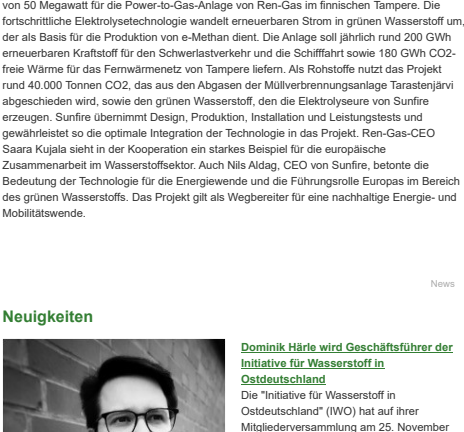 von 50 Megawatt für die Power-to-Gas-Anlage von Ren-Gas im finnischen Tampere. Die
fortschrittliche Elektrolysetechnologie wandelt erneuerbaren Strom in grünen Wasserstoff um,
der als Basis für die Produktion von e-Methan dient. Die Anlage soll jährlich rund 200 GWh
erneuerbaren Kraftstoff für den Schwerlastverkehr und die Schifffahrt sowie 180 GWh CO2-
freie Wärme für das Fernwärmenetz von Tampere liefern. Als Rohstoffe nutzt das Projekt
rund 40.000 Tonnen CO2, das aus den Abgasen der Müllverbrennungsanlage Tarastenjärvi
abgeschieden wird, sowie den grünen Wasserstoff, den die Elektrolyseure von Sunfire
erzeugen. Sunfire übernimmt Design, Produktion, Installation und Leistungstests und
gewährleistet so die optimale Integration der Technologie in das Projekt. Ren-Gas-CEO
Saara Kujala sieht in der Kooperation ein starkes Beispiel für die europäische
Zusammenarbeit im Wasserstoffsektor. Auch Nils Aldag, CEO von Sunfire, betonte die
Bedeutung der Technologie für die Energiewende und die Führungsrolle Europas im Bereich
des grünen Wasserstoffs. Das Projekt gilt als Wegbereiter für eine nachhaltige Energie- und
Mobilitätswende.
News
Neuigkeiten
Dominik Härle wird Geschäftsführer der
Initiative für Wasserstoff in
Ostdeutschland
Die "Initiative für Wasserstoff in
Ostdeutschland" (IWO) hat auf ihrer
Mitgliederversammlung am 25. November